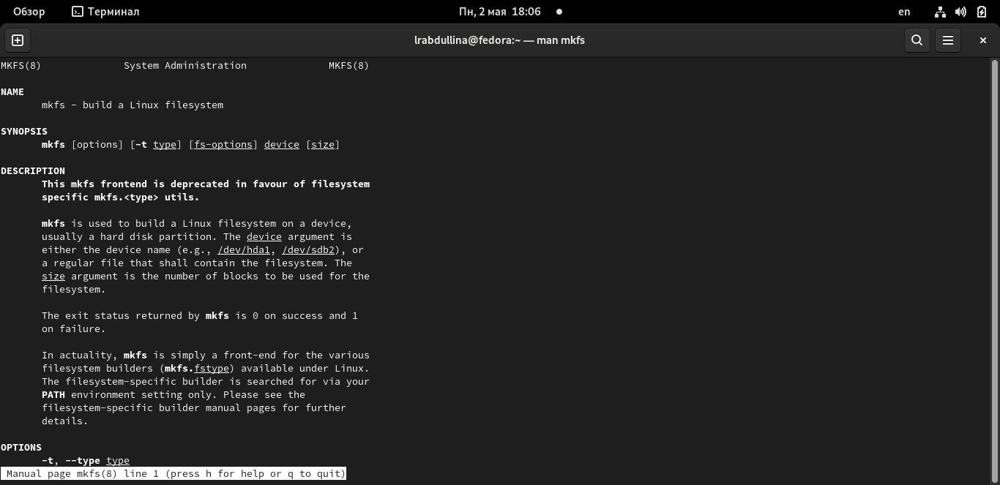 Обзор Терминал Пн, 2 мая 18:06 en
lrabdullina@fedora:~ — man mkfs
MKFS(8) System Administration MKFS(8)
NAME
mkfs - build a Linux filesystem
SYNOPSIS
mkfs [options] [-t type] [fs-options] device [size]
DESCRIPTION
This mkfs frontend is deprecated in favour of filesystem
specific mkfs.<type> utils.
mkfs is used to build a Linux filesystem on a device,
usually a hard disk partition. The device argument is
either the device name (e.g., /dev/hda1, /dev/sdb2), or
a regular file that shall contain the filesystem. The
size argument is the number of blocks to be used for the
filesystem.
The exit status returned by mkfs is 0 on success and 1
on failure.
In actuality, mkfs is simply a front-end for the various
filesystem builders (mkfs.fstype) available under Linux.
The filesystem-specific builder is searched for via your
PATH environment setting only. Please see the
filesystem-specific builder manual pages for further
details.
OPTIONS
-t, --type type
Manual page mkfs(8) line 1 (press h for help or q to quit)